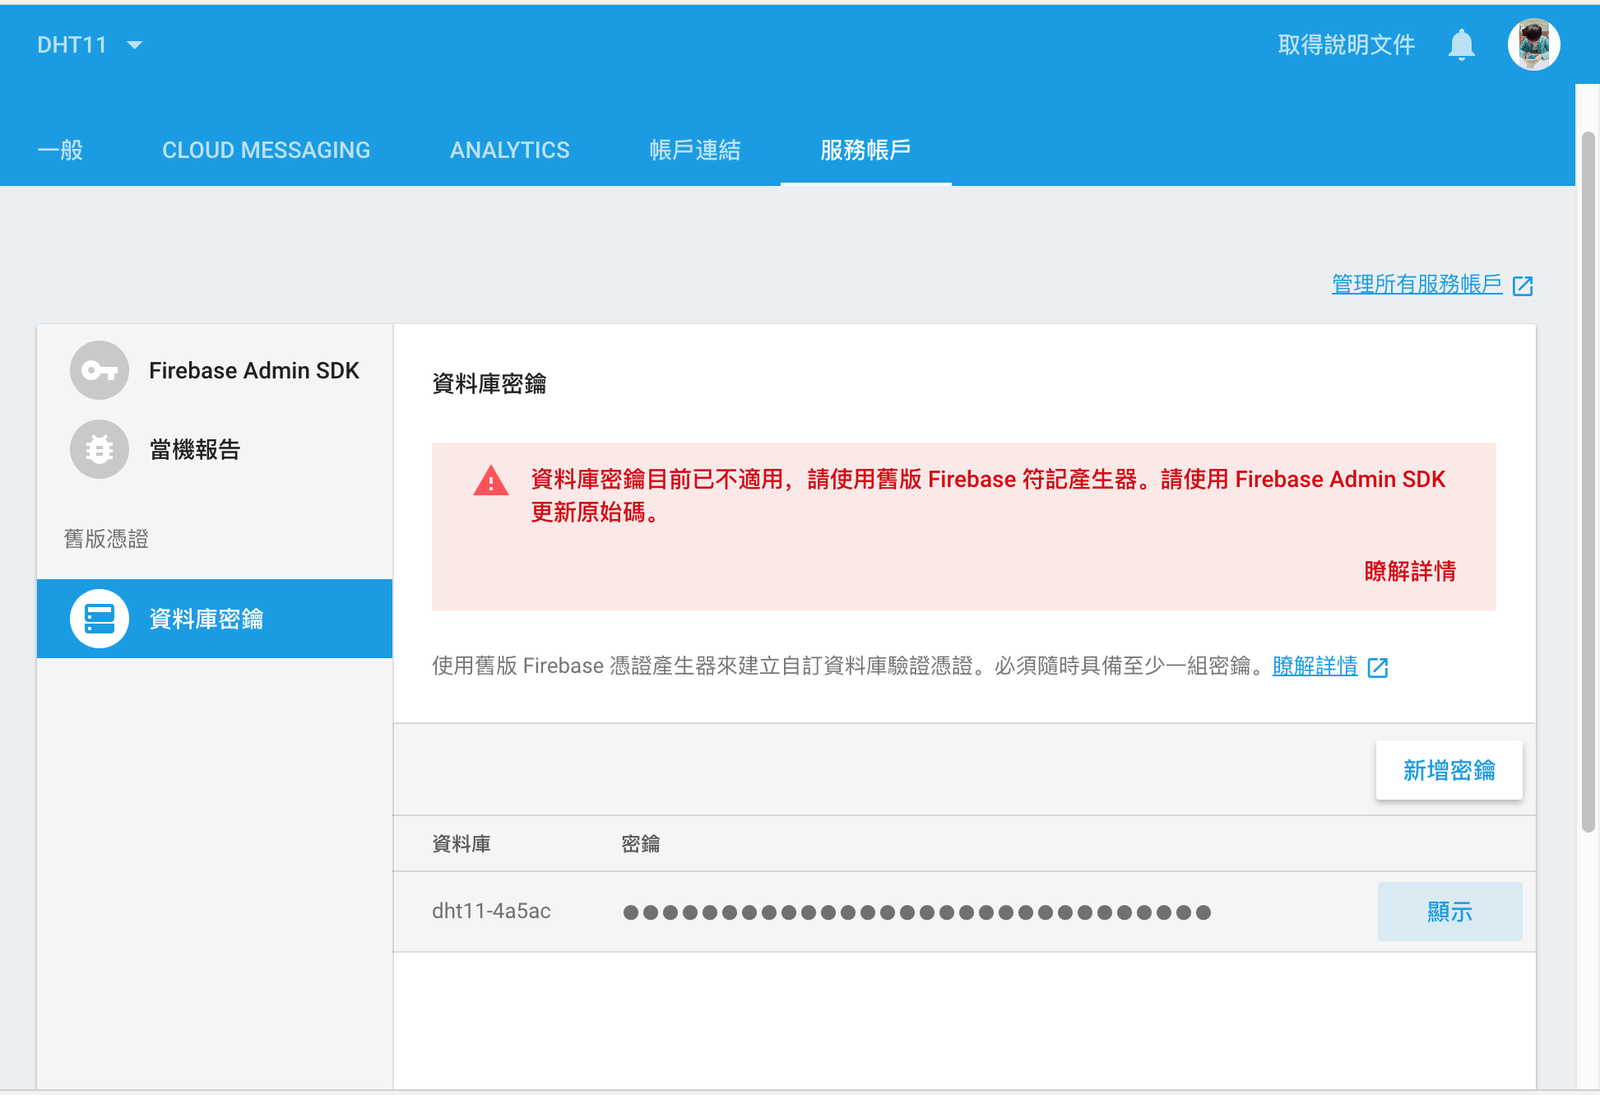 DHT11
取得說明文件
一般
CLOUD MESSAGING
ANALYTICS
帳戶連結
服務帳戶
管理所有服務帳戶
Firebase Admin SDK
當機報告
舊版憑證
資料庫密鑰
資料庫密鑰
資料庫密鑰目前已不適用，請使用舊版 Firebase 符記產生器。請使用 Firebase Admin SDK
更新原始碼。
瞭解詳情
使用舊版 Firebase 憑證產生器來建立自訂資料庫驗證憑證。必須隨時具備至少一組密鑰。瞭解詳情
新增密鑰
資料庫
密鑰
dht11-4a5ac
●●●●●●●●●●●●●●●●●●●●●●●●●●●●●●
顯示